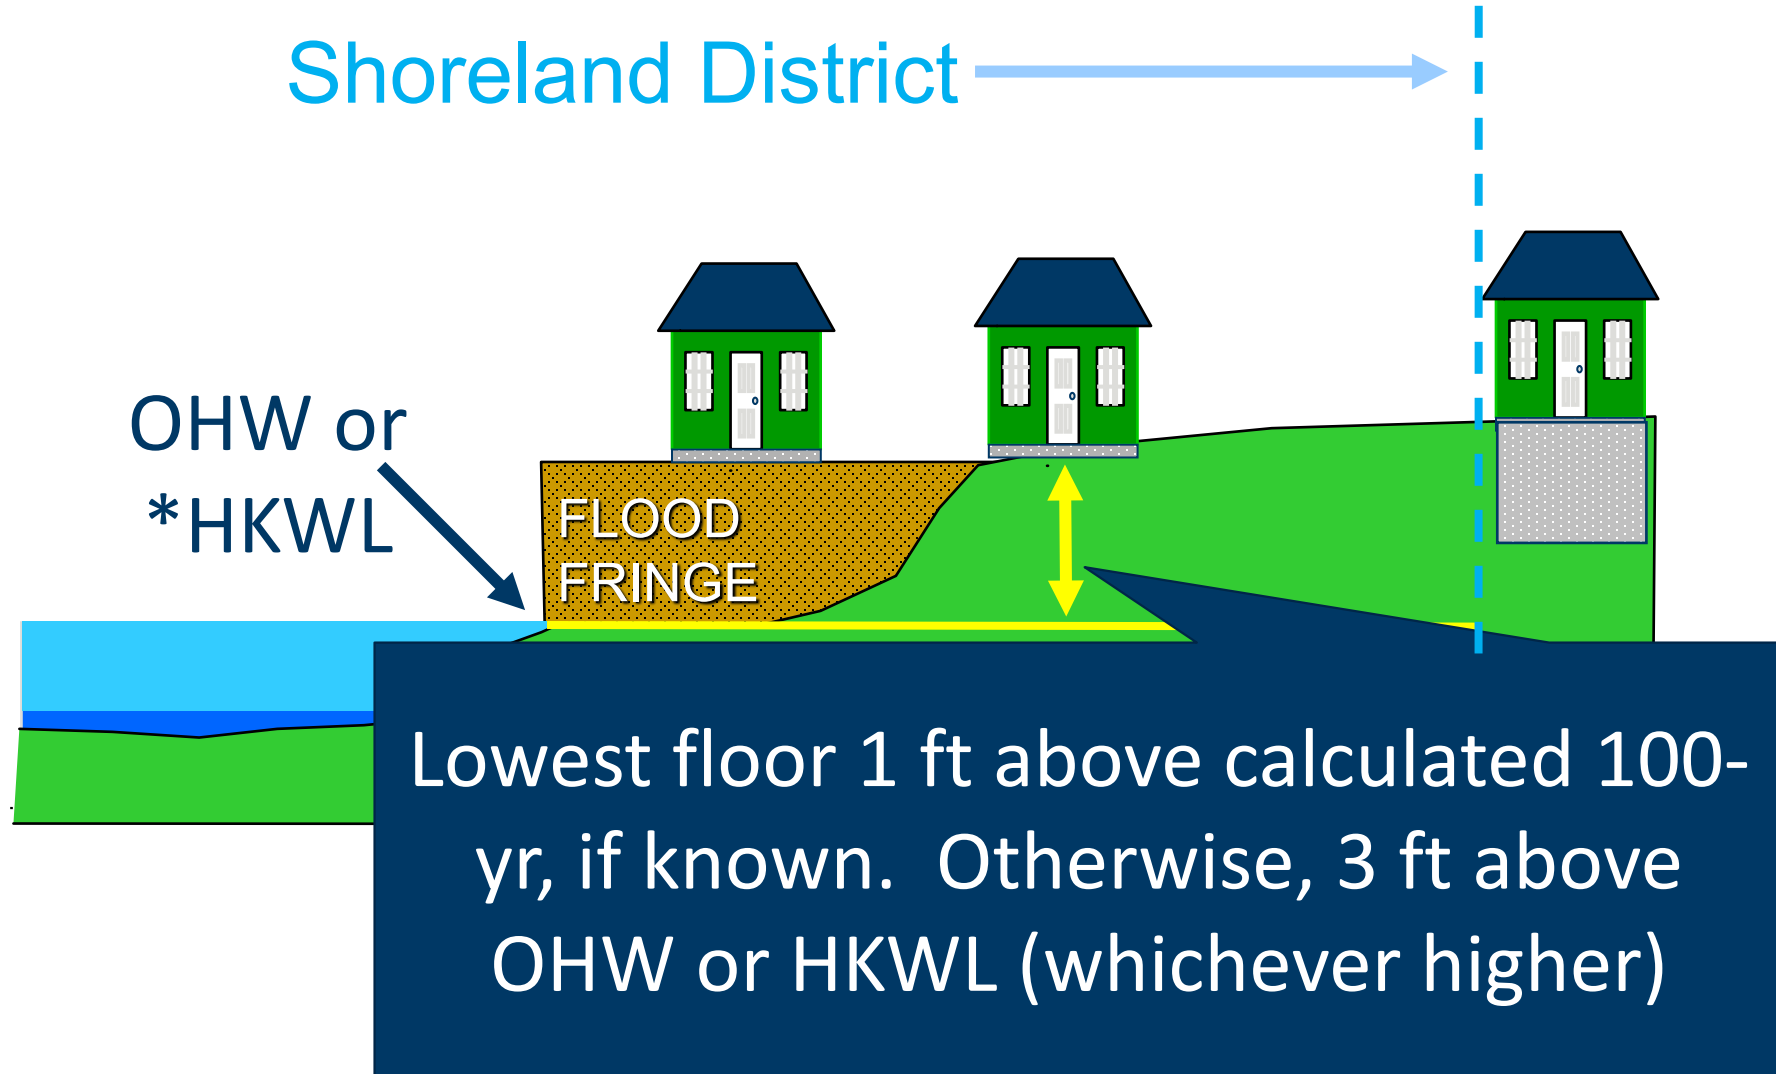 Shoreland District
OHW or
*HKWL
FLOOD
FRINGE
Lowest floor 1 ft above calculated 100-
yr, if known.  Otherwise, 3 ft above
OHW or HKWL (whichever higher)